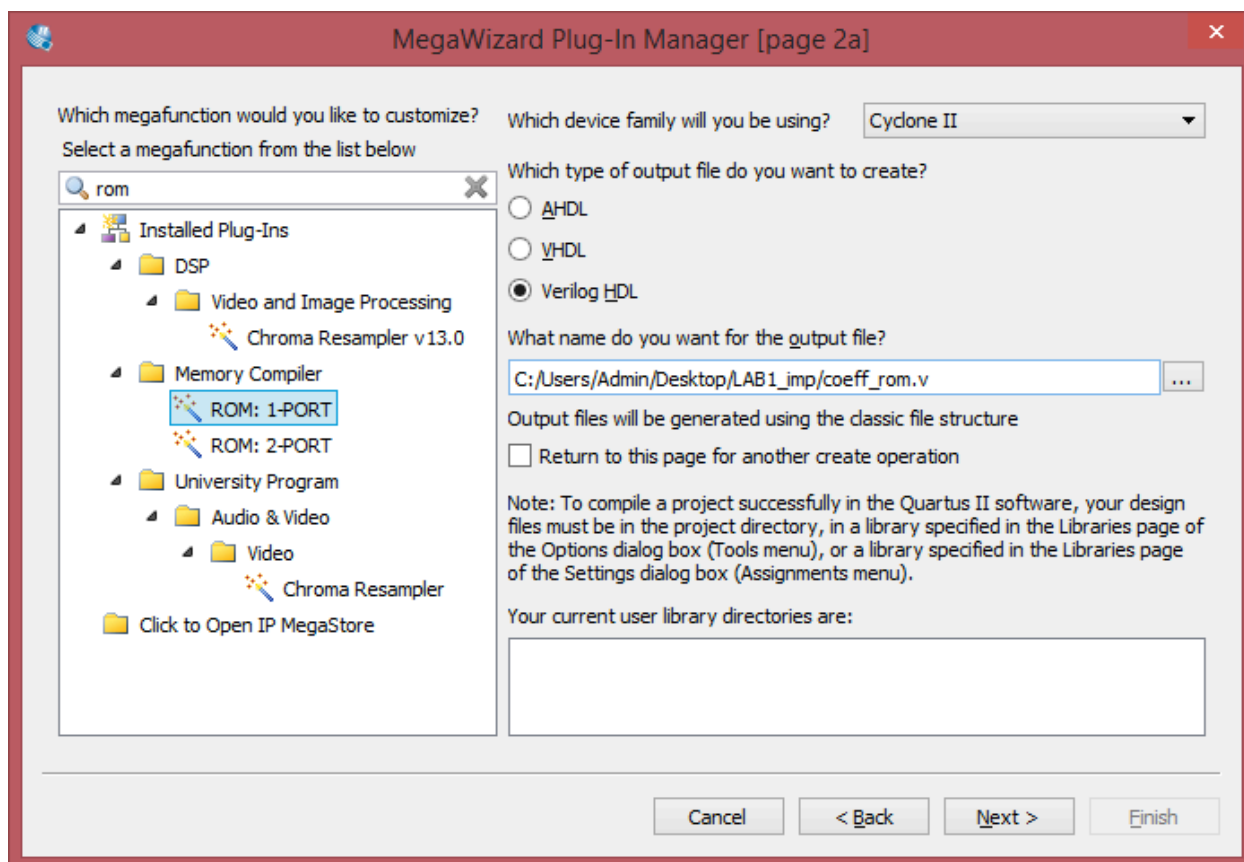 MegaWizard Plug-In Manager [page 2a]
Which megafunction would you like to customize?
Select a megafunction from the list below
rom
Installed Plug-Ins
DSP
Video and Image Processing
Chroma Resampler v13.0
Memory Compiler
ROM: 1-PORT
ROM: 2-PORT
University Program
Audio & Video
Video
Chroma Resampler
Click to Open IP MegaStore
Which device family will you be using?
Cyclone II
Which type of output file do you want to create?
AHDL
VHDL
Verilog HDL
What name do you want for the output file?
C:/Users/Admin/Desktop/LAB1_imp/coeff_rom.v
...
Output files will be generated using the classic file structure
Return to this page for another create operation
Note: To compile a project successfully in the Quartus II software, your design
files must be in the project directory, in a library specified in the Libraries page of
the Options dialog box (Tools menu), or a library specified in the Libraries page
of the Settings dialog box (Assignments menu).
Your current user library directories are:
Cancel
< Back
Next >
Finish